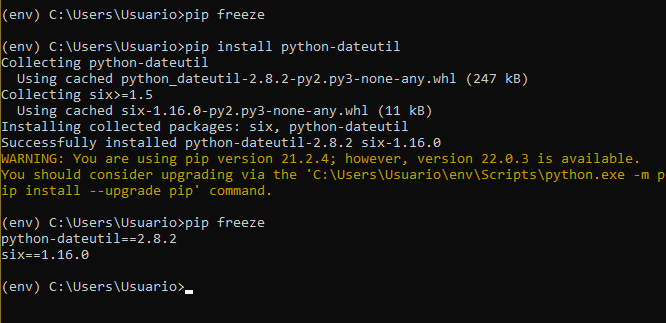 (env) C:\Users\Usuario>pip freeze
(env) C:\Users\Usuario>pip install python-dateutil
Collecting python-dateutil
  Using cached python_dateutil-2.8.2-py2.py3-none-any.whl (247 kB)
Collecting six>=1.5
  Using cached six-1.16.0-py2.py3-none-any.whl (11 kB)
Installing collected packages: six, python-dateutil
Successfully installed python-dateutil-2.8.2 six-1.16.0
WARNING: You are using pip version 21.2.4; however, version 22.0.3 is available.
You should consider upgrading via the 'C:\Users\Usuario\env\Scripts\python.exe -m p
ip install --upgrade pip' command.
(env) C:\Users\Usuario>pip freeze
python-dateutil==2.8.2
six==1.16.0
(env) C:\Users\Usuario>